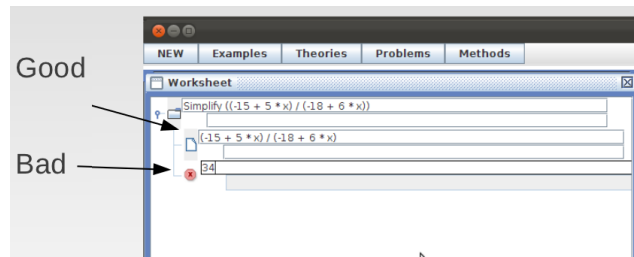 Good
Bad
NEW Examples Theories Problems Methods
Worksheet
Simplify ((-15 + 5 * x) / (-18 + 6 * x))
(-15 + 5 * x) / (-18 + 6 * x)
34